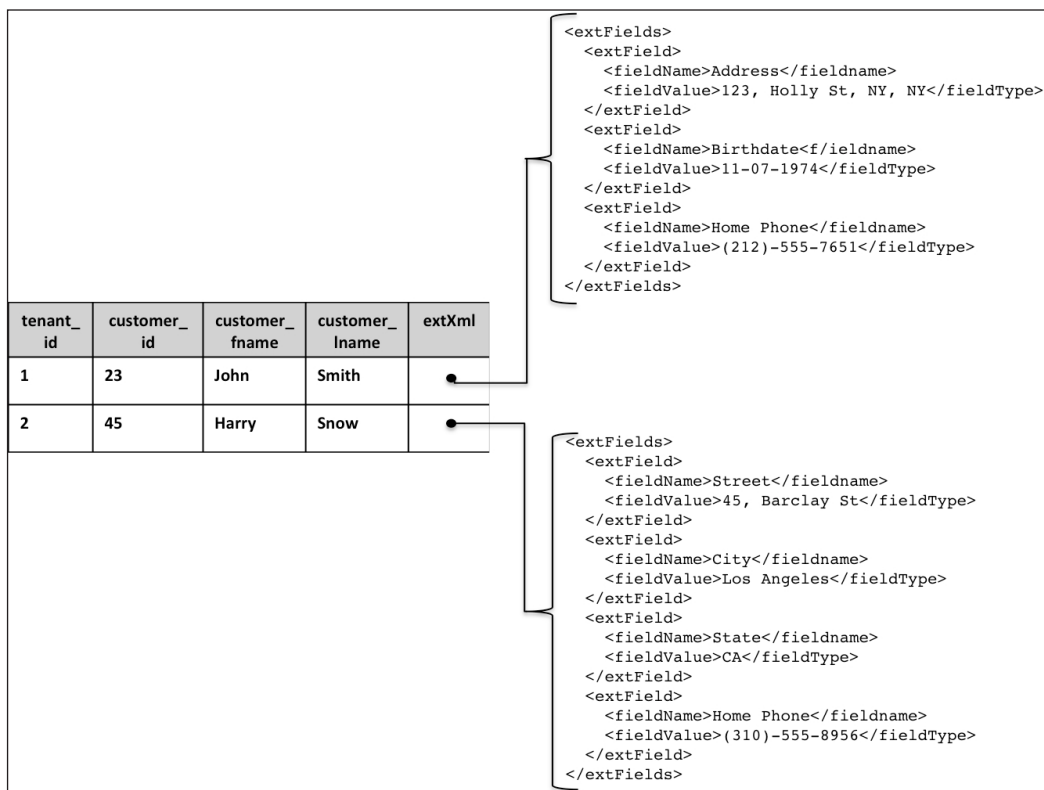 <extFields>
<extField>
<fieldName>Address</fieldname>
<fieldValue>123, Holly St, NY, NY</fieldType>
</extField>
<extField>
<fieldName>Birthdate<f/ieldname>
<fieldValue>11-07-1974</fieldType>
</extField>
<extField>
<fieldName>Home Phone</fieldname>
<fieldValue>(212)-555-7651</fieldType>
</extField>
</extFields>
tenant_ id customer_ id customer_ fname customer_ lname extXml
1 23 John Smith
2 45 Harry Snow
<extFields>
<extField>
<fieldName>Street</fieldname>
<fieldValue>45, Barclay St</fieldType>
</extField>
<extField>
<fieldName>City</fieldname>
<fieldValue>Los Angeles</fieldType>
</extField>
<extField>
<fieldName>State</fieldname>
<fieldValue>CA</fieldType>
</extField>
<extField>
<fieldName>Home Phone</fieldname>
<fieldValue>(310)-555-8956</fieldType>
</extField>
</extFields>